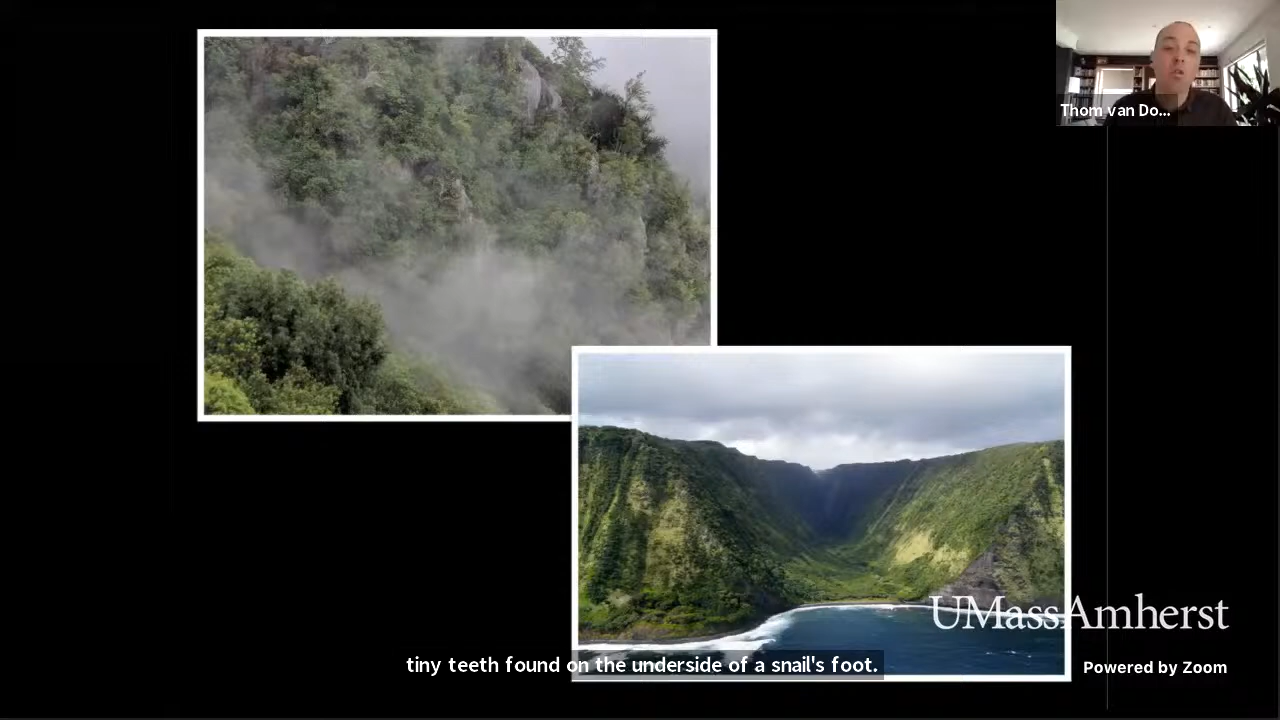 Thom van Do...
UMassAmherst
tiny teeth found on the underside of a snail's foot.
Powered by Zoom